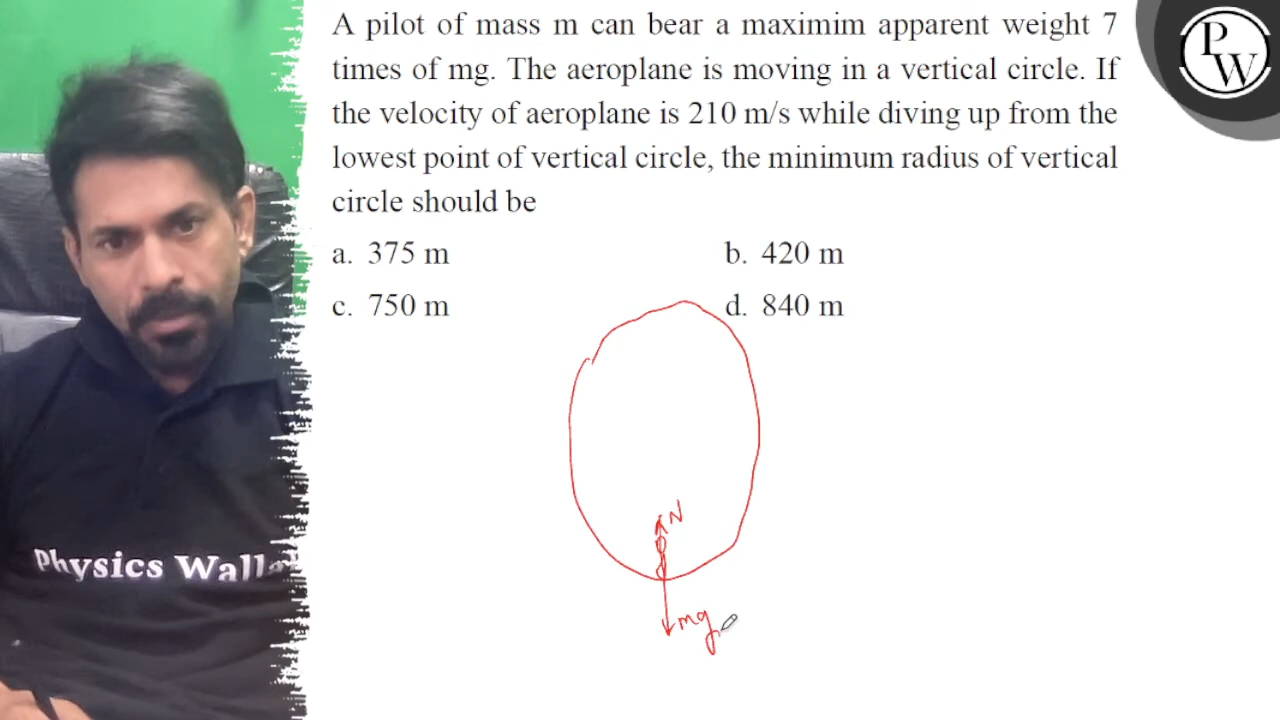 A pilot of mass m can bear a maximim apparent weight 7
times of mg. The aeroplane is moving in a vertical circle. If
the velocity of aeroplane is 210 m/s while diving up from the
lowest point of vertical circle, the minimum radius of vertical
circle should be
a. 375 m
b. 420 m
c. 750 m
d. 840 m
N
mg
P
W
Physics Walla